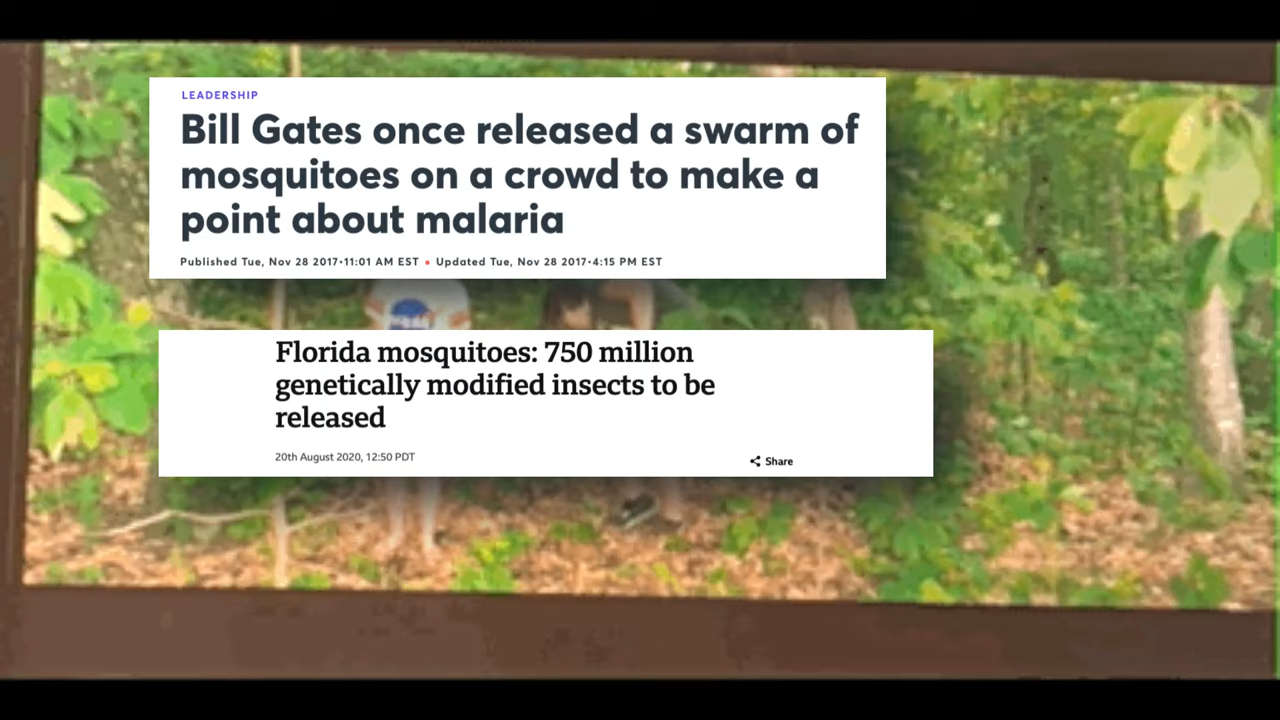 LEADERSHIP
Bill Gates once released a swarm of
mosquitoes on a crowd to make a
point about malaria
Published Tue, Nov 28 2017•11:01 AM EST • Updated Tue, Nov 28 2017•4:15 PM EST
Florida mosquitoes: 750 million
genetically modified insects to be
released
20th August 2020, 12:50 PDT
Share